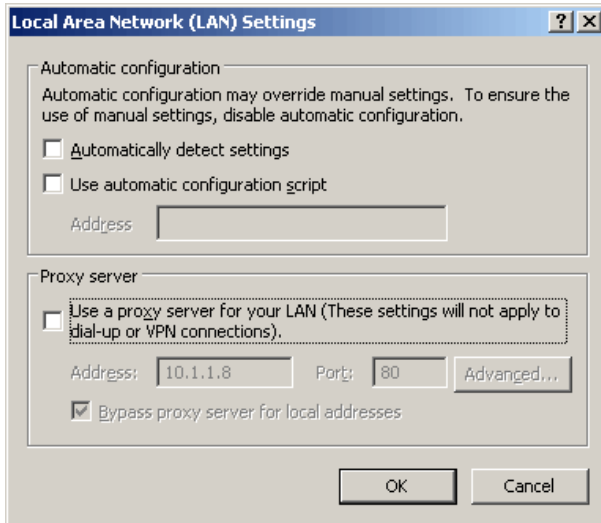 Local Area Network (LAN) Settings
Automatic configuration
Automatic configuration may override manual settings. To ensure the
use of manual settings, disable automatic configuration.
Automatically detect settings
Use automatic configuration script
Address
Proxy server
Use a proxy server for your LAN (These settings will not apply to
dial-up or VPN connections).
Address: 10.1.1.8 Port: 80 Advanced...
Bypass proxy server for local addresses
OK Cancel